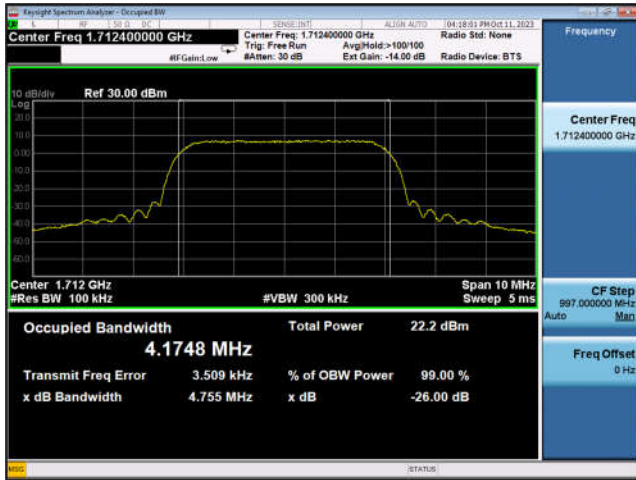 Keysight Spectrum Analyzer - Occupied BW
RF 50 Ω DC SENSE:INT ALIGN AUTO 04:18:01 PM Oct 11, 2023
Center Freq 1.712400000 GHz
Center Freq: 1.712400000 GHz Radio Std: None
Trig: Free Run Avg|Hold:>100/100
#IFGain:Low #Atten: 30 dB Ext Gain: -14.00 dB Radio Device: BTS
Frequency
10 dB/div Ref 30.00 dBm
Log
20.0
10.0
0.00
-10.0
-20.0
-30.0
-40.0
-50.0
-60.0
Center 1.712 GHz Span 10 MHz
#Res BW 100 kHz #VBW 300 kHz Sweep 5 ms
Occupied Bandwidth Total Power 22.2 dBm
4.1748 MHz
Transmit Freq Error 3.509 kHz % of OBW Power 99.00 %
x dB Bandwidth 4.755 MHz x dB -26.00 dB
Center Freq
1.712400000 GHz
CF Step
997.000000 MHz
Auto Man
Freq Offset
0 Hz
MSG STATUS